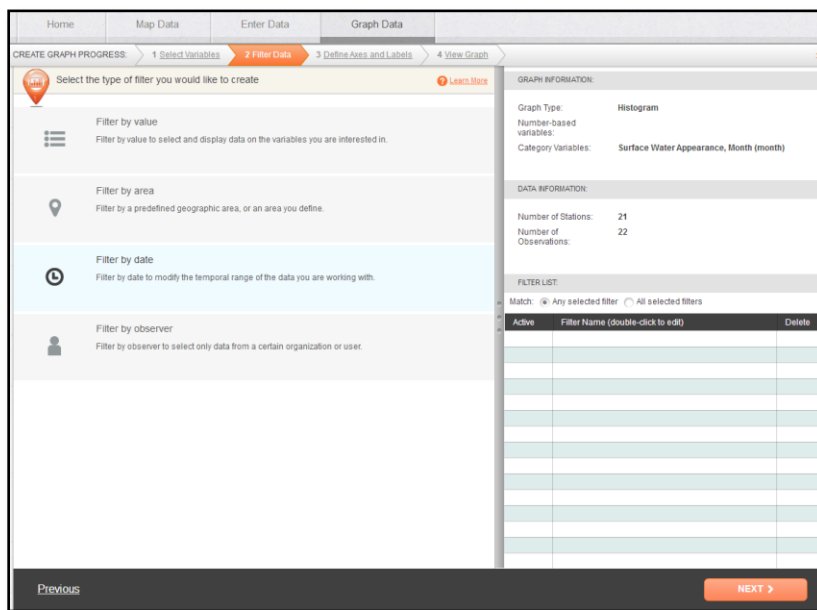 Home Map Data Enter Data Graph Data
CREATE GRAPH PROGRESS: 1 Select Variables 2 Filter Data 3 Define Axes and Labels 4 View Graph
Select the type of filter you would like to create
Learn More
Filter by value
Filter by value to select and display data on the variables you are interested in.
Filter by area
Filter by a predefined geographic area, or an area you define.
Filter by date
Filter by date to modify the temporal range of the data you are working with.
Filter by observer
Filter by observer to select only data from a certain organization or user.
Previous
GRAPH INFORMATION:
Graph Type: Histogram
Number-based
variables:
Category Variables: Surface Water Appearance, Month (month)
DATA INFORMATION:
Number of Stations: 21
Number of 22
Observations:
FILTER LIST:
Match: Any selected filter All selected filters
Active Filter Name (double-click to edit) Delete
NEXT >